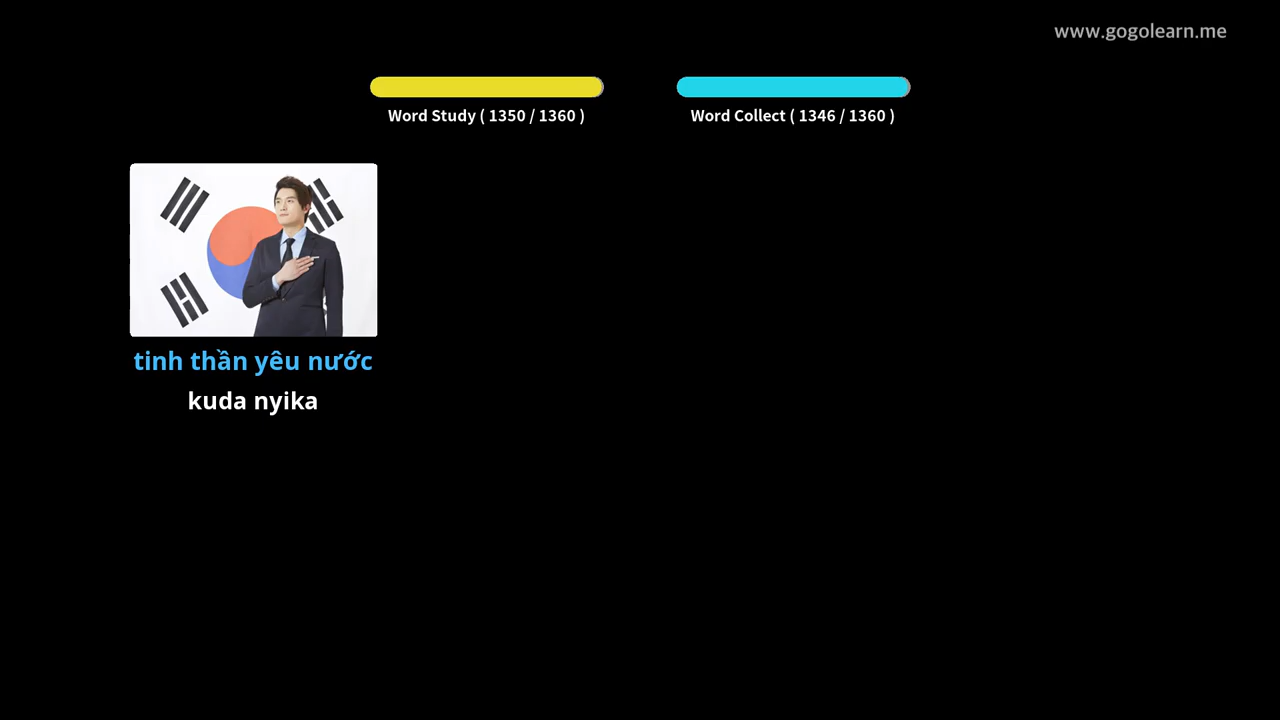 www.gogolearn.me
Word Study ( 1350 / 1360 )
Word Collect ( 1346 / 1360 )
tinh thần yêu nước
kuda nyika